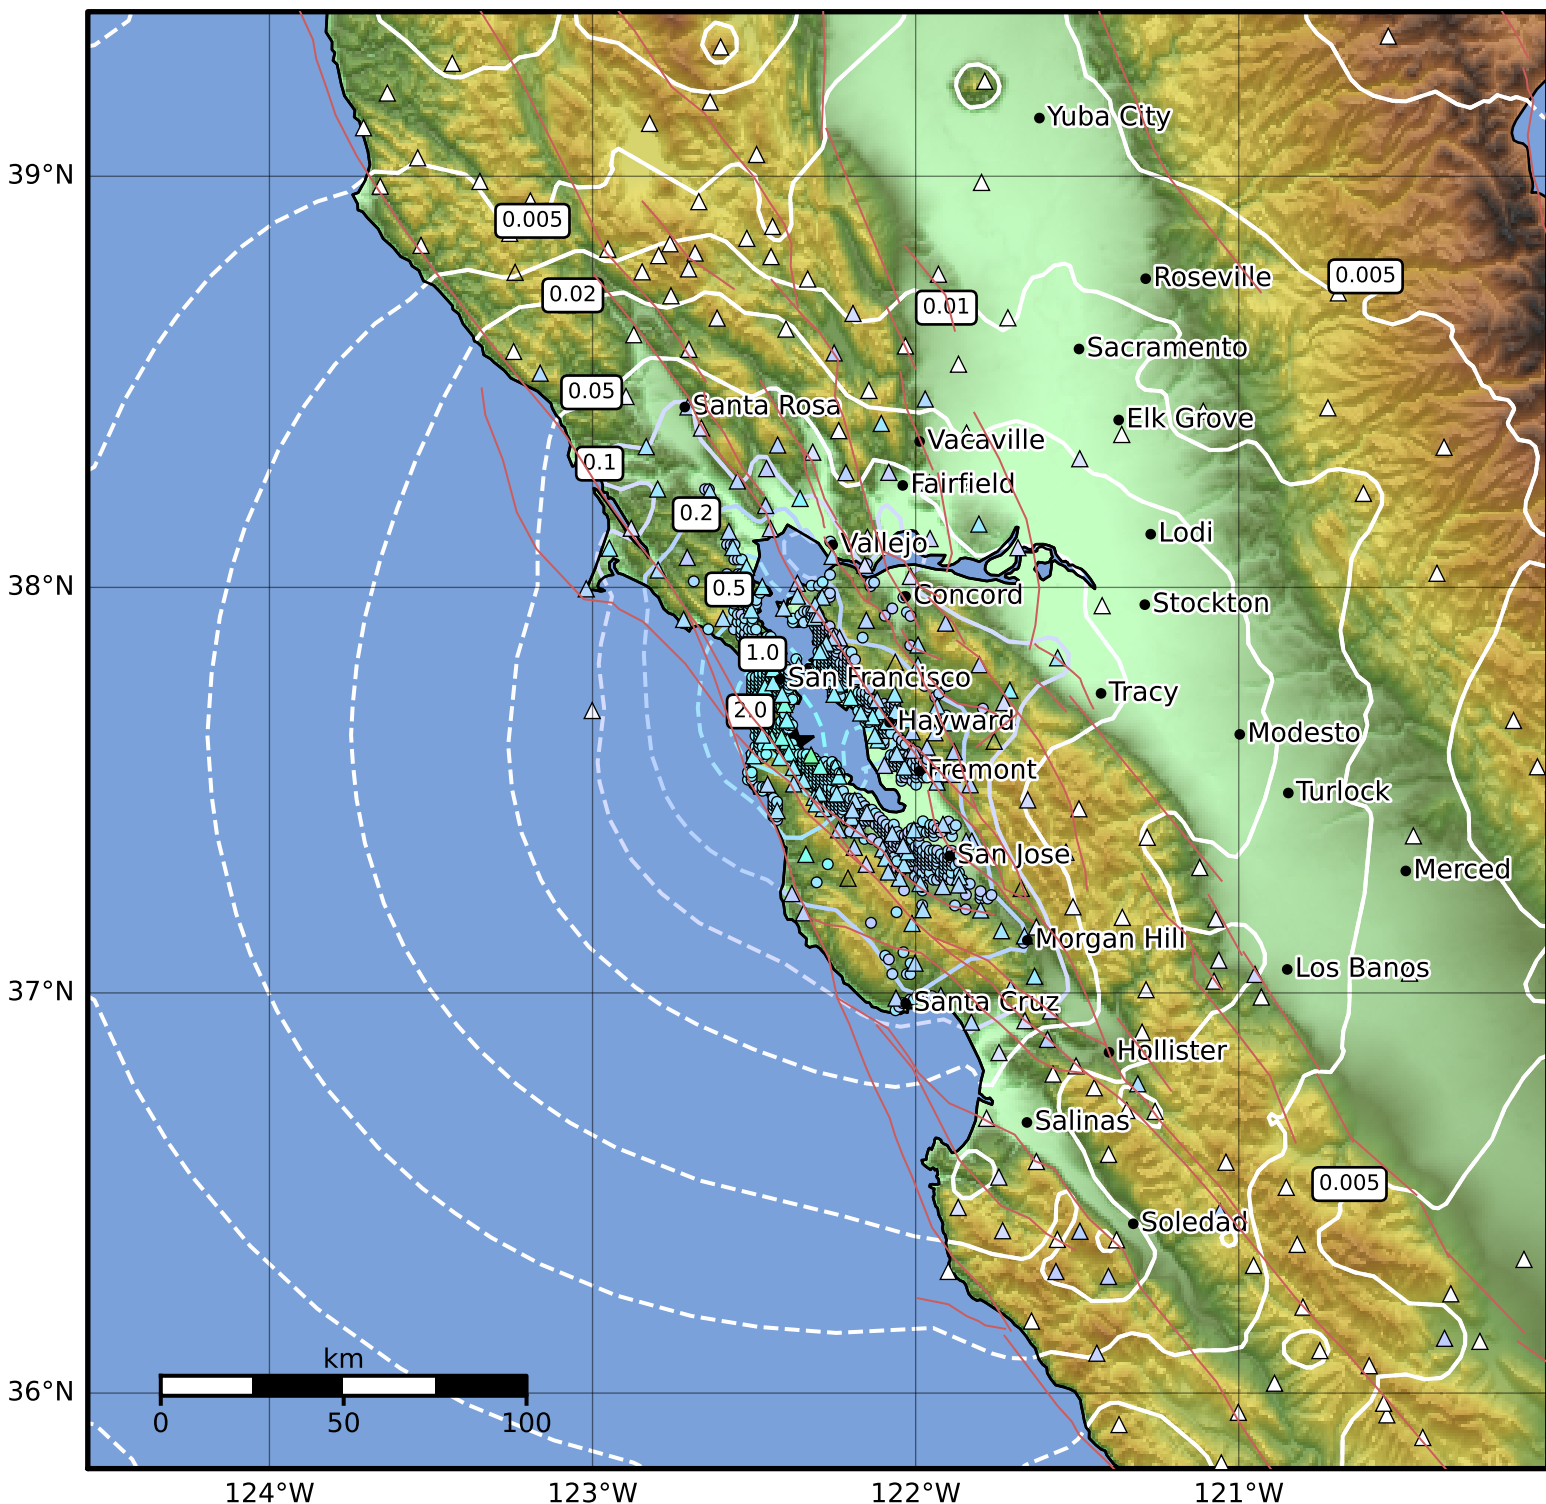 Yuba City
39°N
0.005
Roseville
0.005
0.02
0.01
Sacramento
0.05
Santa Rosa
Elk Grove
Vacaville
0.1
Fairfield
0.2
Lodi
Vallejo
38°N
0.5
Concord
Stockton
1.0
San Francisco
Tracy
2.0
Hayward
Modesto
Fremont
Turlock
San Jose
Merced
Morgan Hill
Los Banos
37°N
Santa Cruz
Hollister
Salinas
0.005
Soledad
km
36°N
0 50 100
124°W 123°W 122°W 121°W